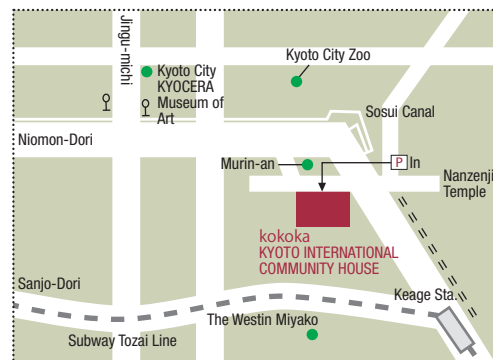 Jingu-michi
Kyoto City Zoo
Kyoto City
KYOCERA
Museum of
Art
Sosui Canal
Niomon-Dori
Murin-an
P In
Nanzenji
Temple
kokoka
KYOTO INTERNATIONAL
COMMUNITY HOUSE
Sanjo-Dori
Keage Sta.
The Westin Miyako
Subway Tozai Line